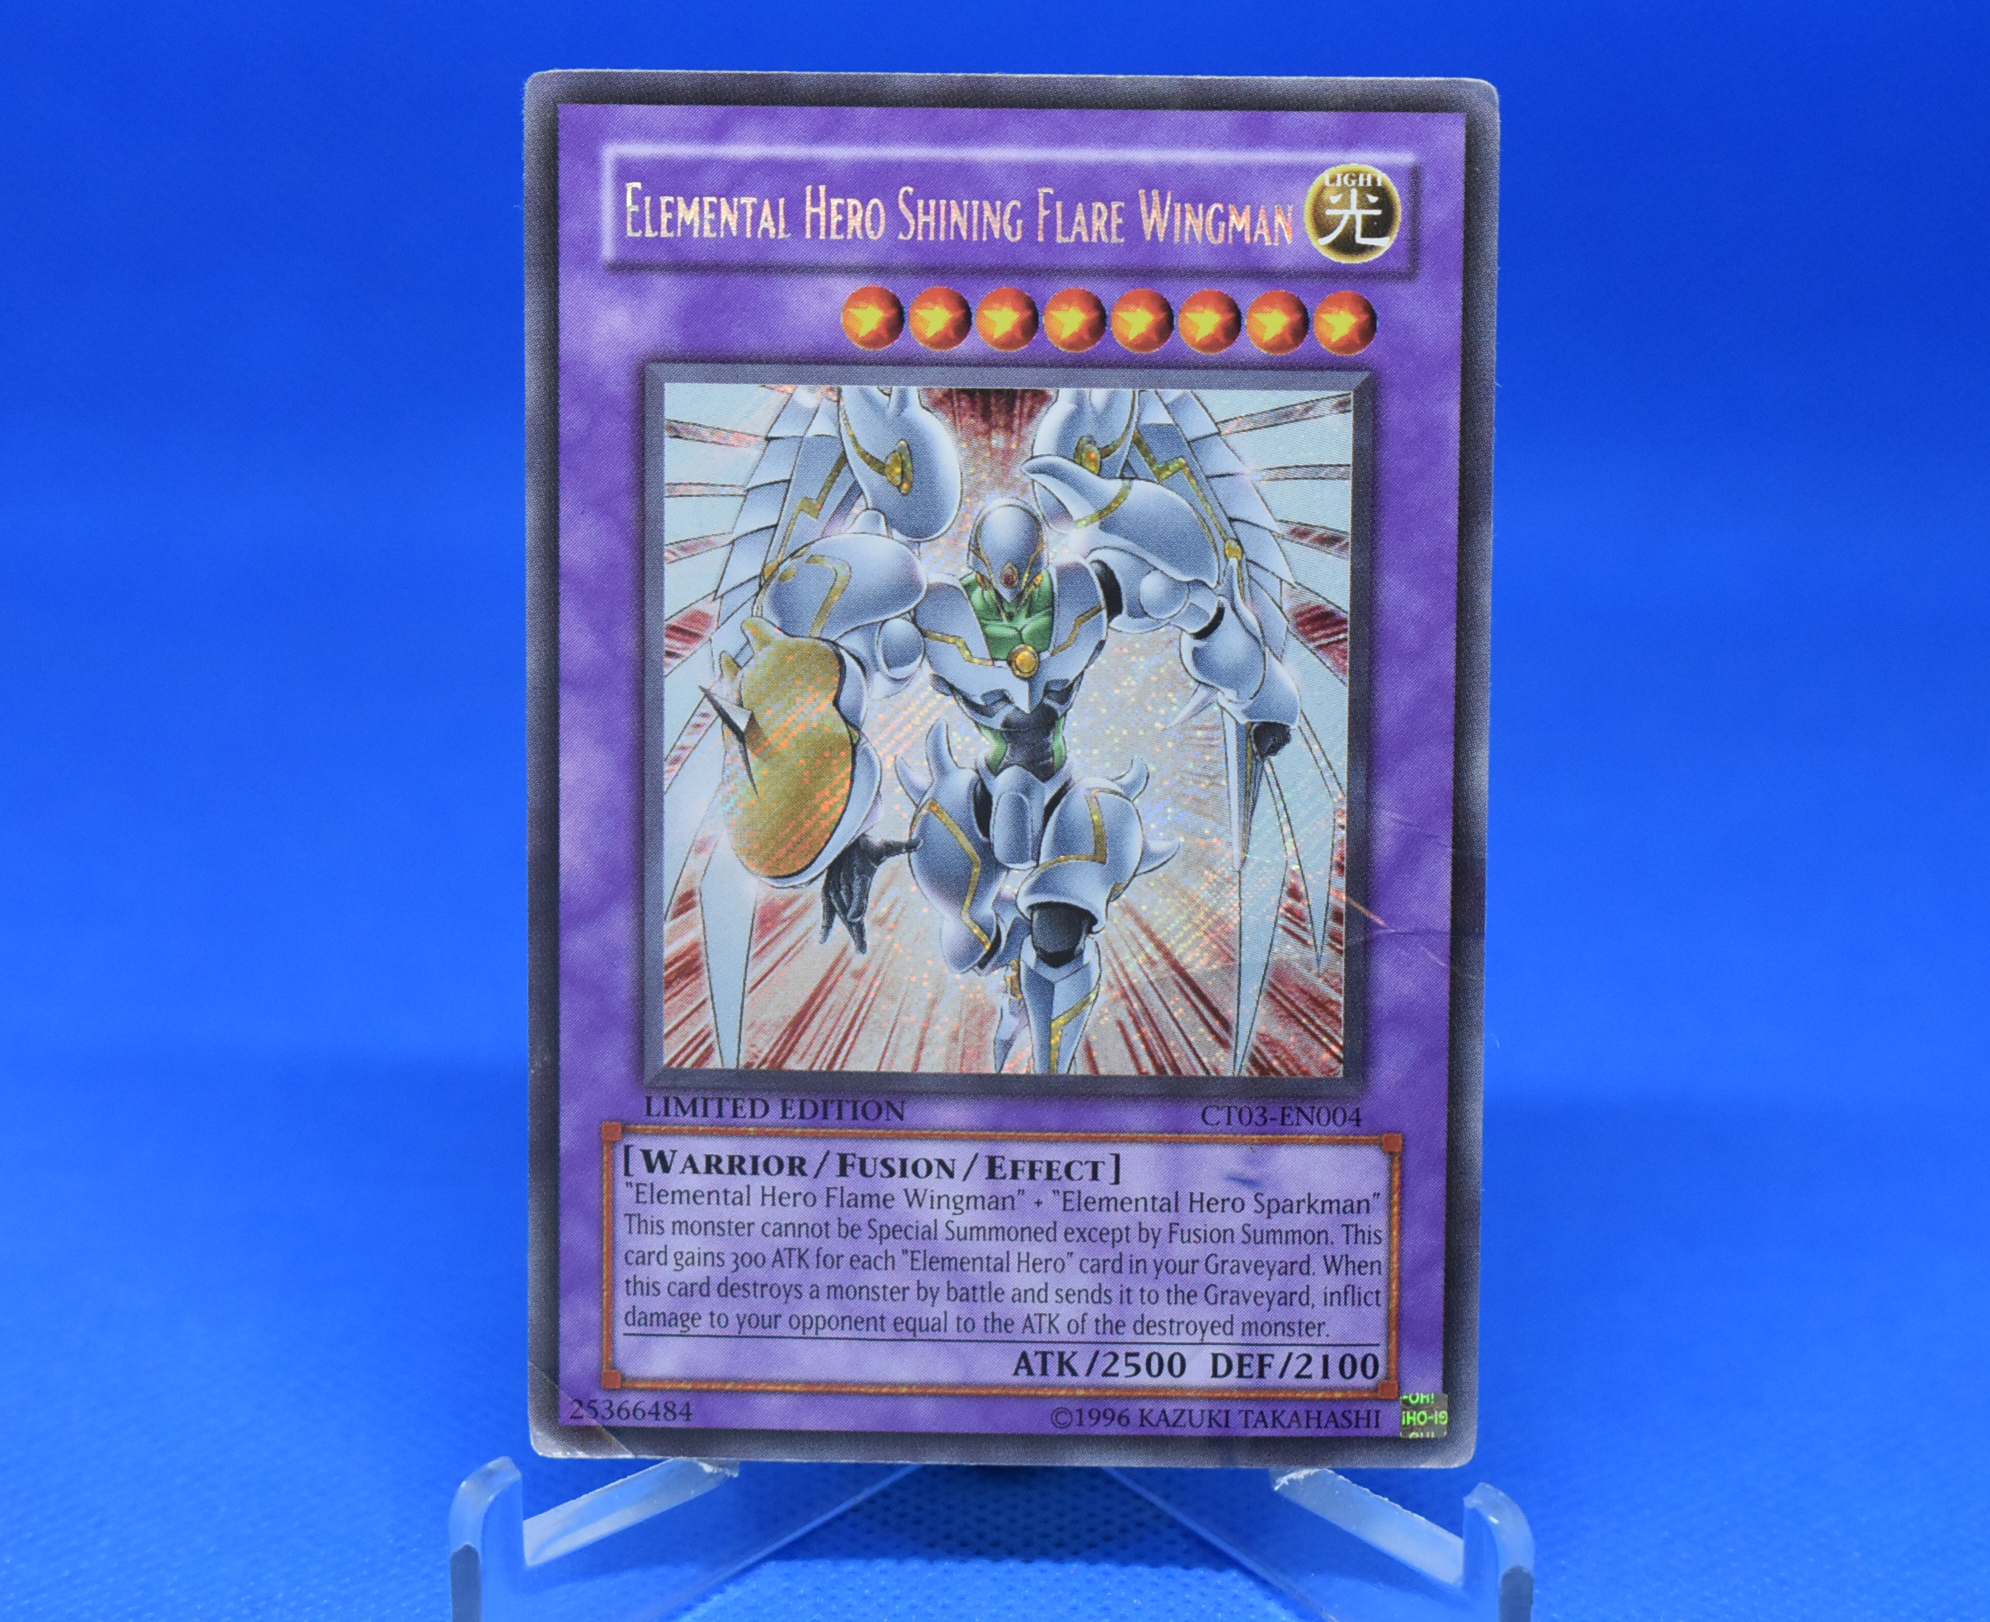 Elemental Hero Shining Flare Wingman
LIGHT
光
LIMITED EDITION
CT03-EN004
[Warrior/Fusion/Effect]
"Elemental Hero Flame Wingman" + "Elemental Hero Sparkman"
This monster cannot be Special Summoned except by Fusion Summon. This
card gains 300 ATK for each "Elemental Hero" card in your Graveyard. When
this card destroys a monster by battle and sends it to the Graveyard, inflict
damage to your opponent equal to the ATK of the destroyed monster.
ATK/2500 DEF/2100
25366484
©1996 KAZUKI TAKAHASHI
-OH!